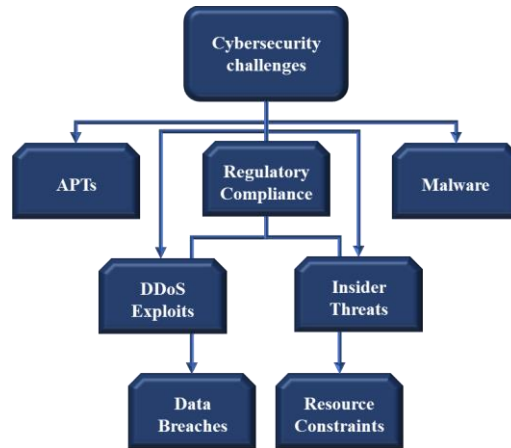 Cybersecurity
challenges
APTs
Regulatory
Compliance
Malware
DDoS
Exploits
Insider
Threats
Data
Breaches
Resource
Constraints